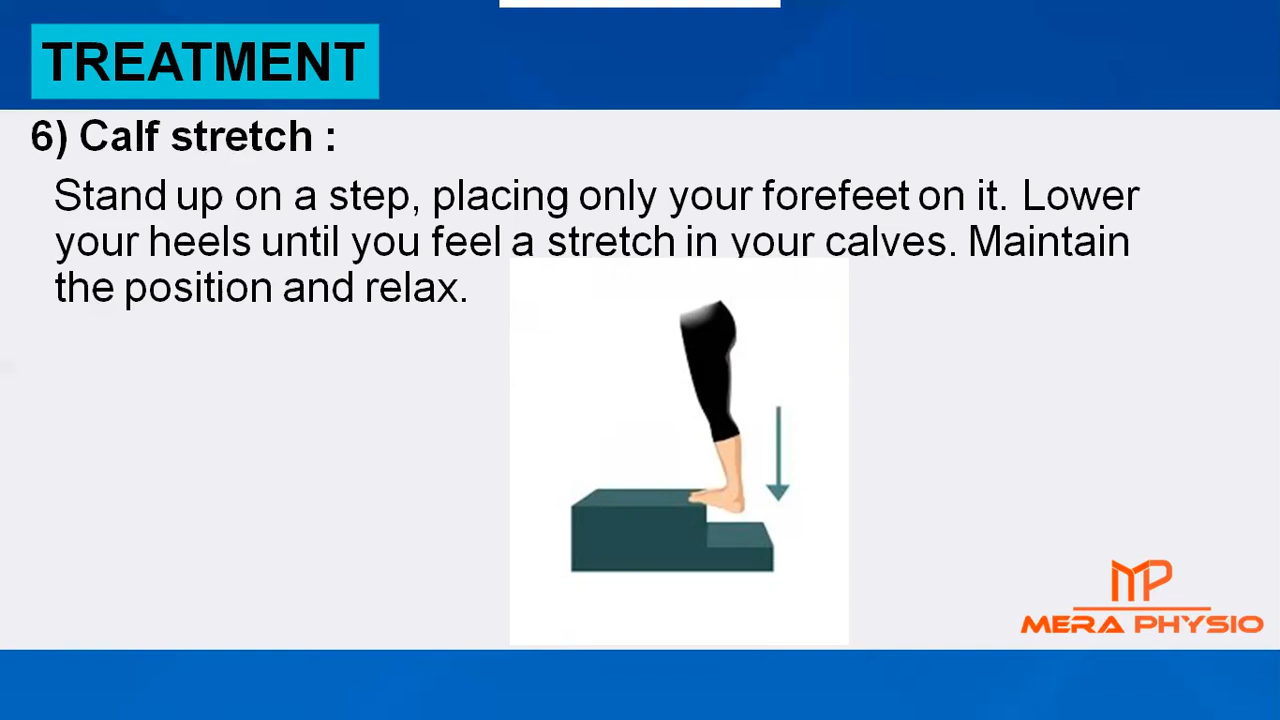 TREATMENT
6) Calf stretch :
Stand up on a step, placing only your forefeet on it. Lower
your heels until you feel a stretch in your calves. Maintain
the position and relax.
MP
MERA PHYSIO